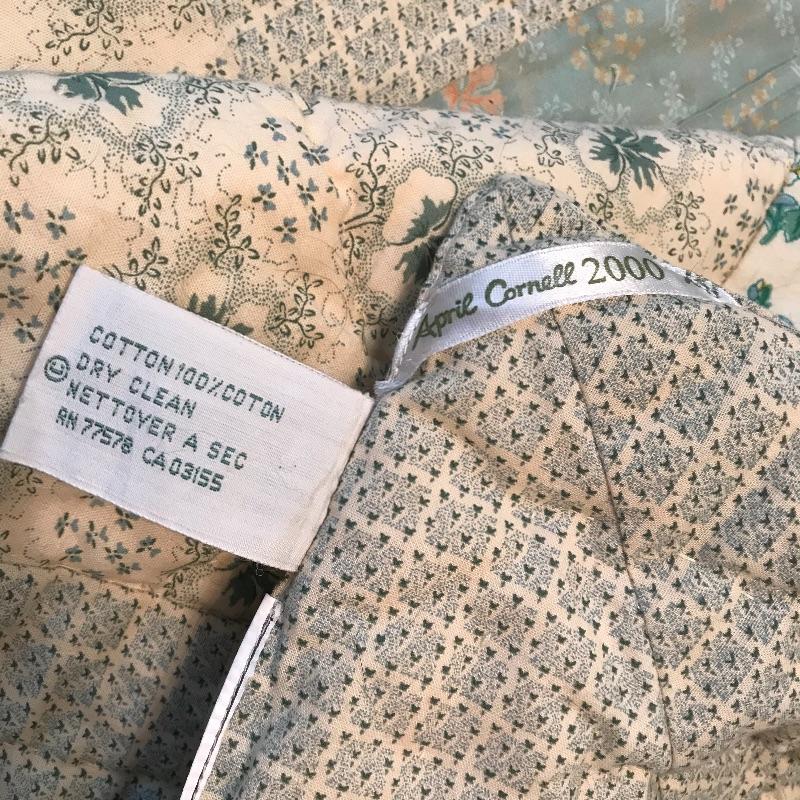 April Cornell 2000
COTTON 100% COTON
DRY CLEAN
NETTOYER A SEC
RN 77578 CA 03155